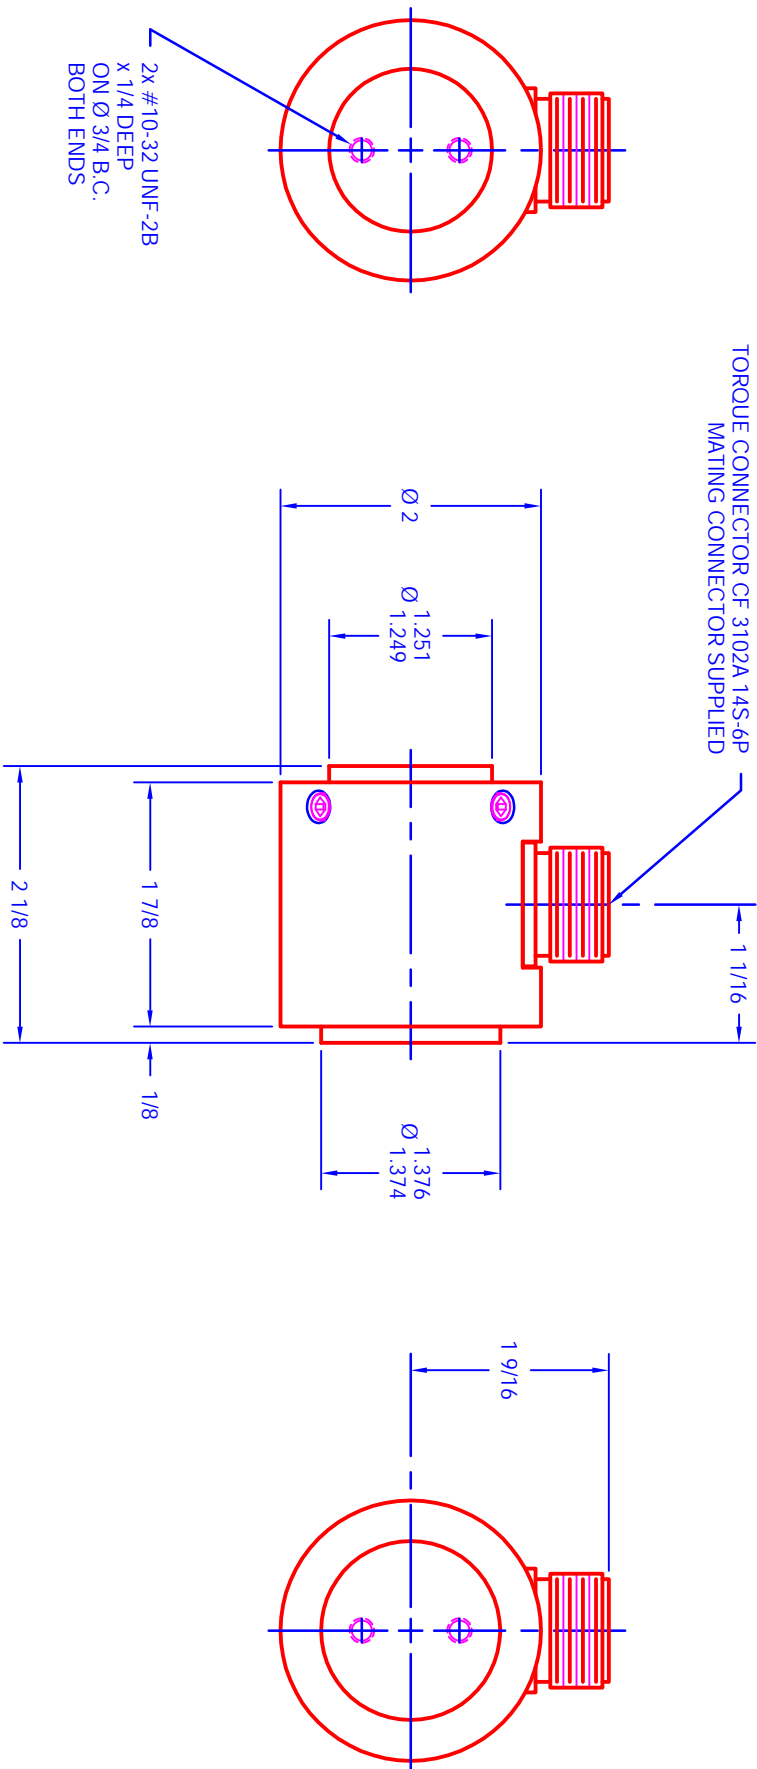 2x #10-32 UNF-2B
x 1/4 DEEP
ON Ø 3/4 B.C.
BOTH ENDS
TORQUE CONNECTOR CF 3102A 14S-6P
MATING CONNECTOR SUPPLIED
Ø 2
Ø 1.251
1.249
1 1/16
1 7/8
2 1/8
1/8
Ø 1.376
1.374
1 9/16